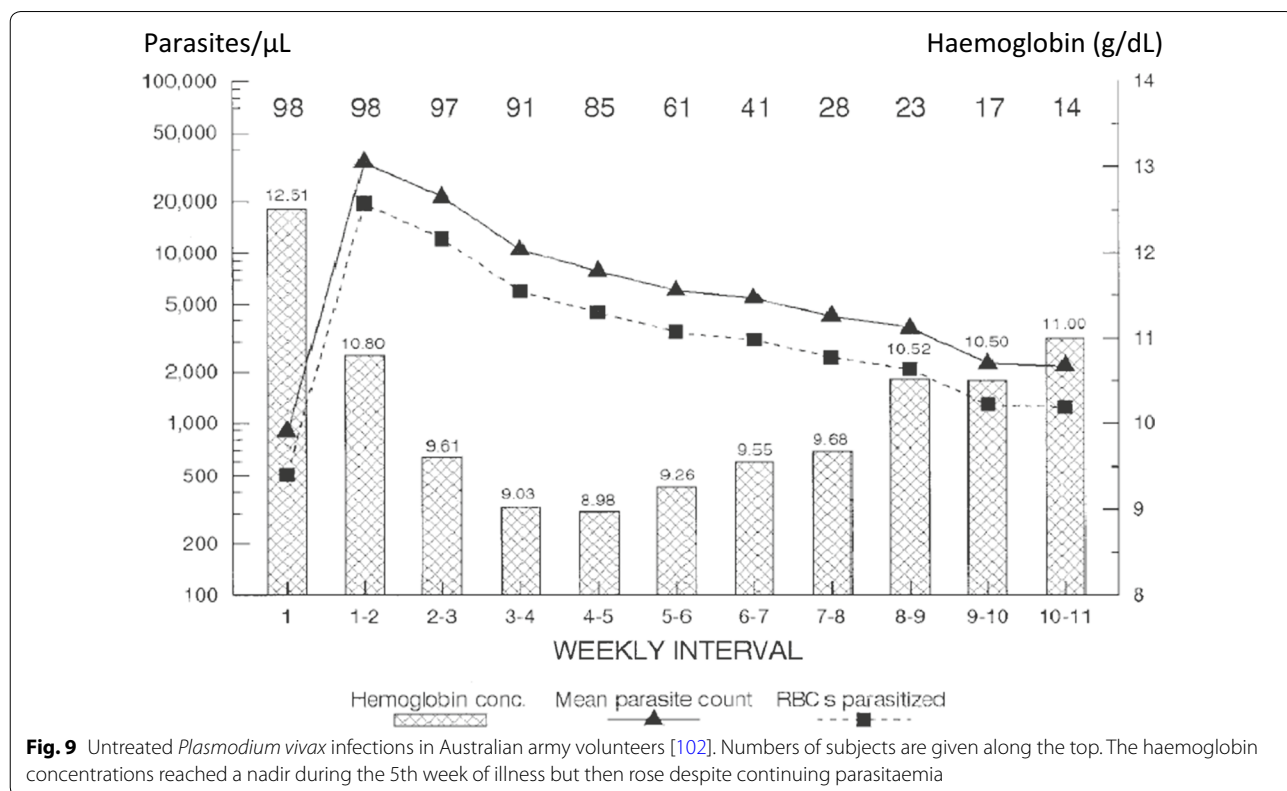 Parasites/µL Haemoglobin (g/dL)
100,000 98 98 97 91 85 61 41 28 23 17 14 14
50,000
13
20,000 12.51
10,000 12
5,000
11.00
10.80 11
10.52 10.50
2,000
1,000 10
9.61 9.55 9.68
500 9.26
9.03 8.98
9
200
100 8
1 1-2 2-3 3-4 4-5 5-6 6-7 7-8 8-9 9-10 10-11
WEEKLY INTERVAL
Hemoglobin conc. Mean parasite count RBC's parasitized
Fig. 9 Untreated Plasmodium vivax infections in Australian army volunteers [102]. Numbers of subjects are given along the top. The haemoglobin
concentrations reached a nadir during the 5th week of illness but then rose despite continuing parasitaemia